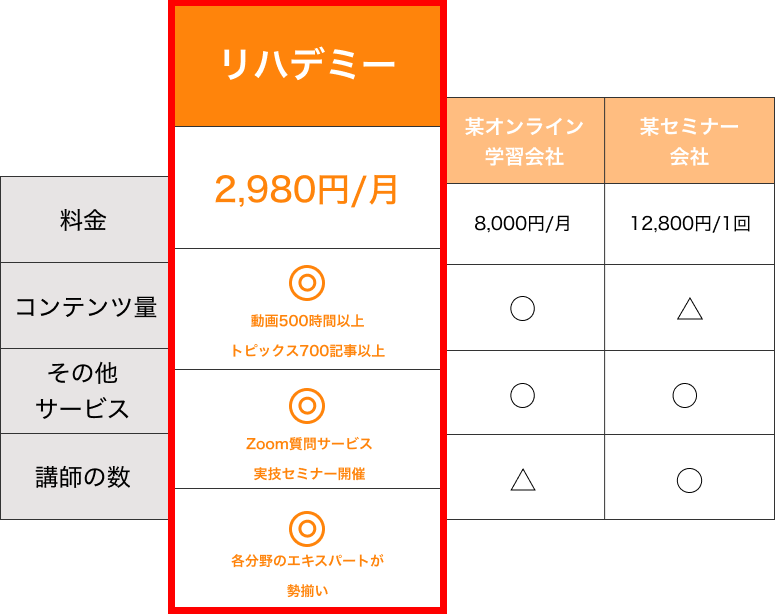 リハデミー
某オンライン
学習会社
某セミナー
会社
料金
2,980円/月
8,000円/月
12,800円/1回
コンテンツ量
◎
動画500時間以上
トピックス700記事以上
○
△
その他
サービス
◎
Zoom質問サービス
実技セミナー開催
○
○
講師の数
◎
各分野のエキスパートが
勢揃い
△
○